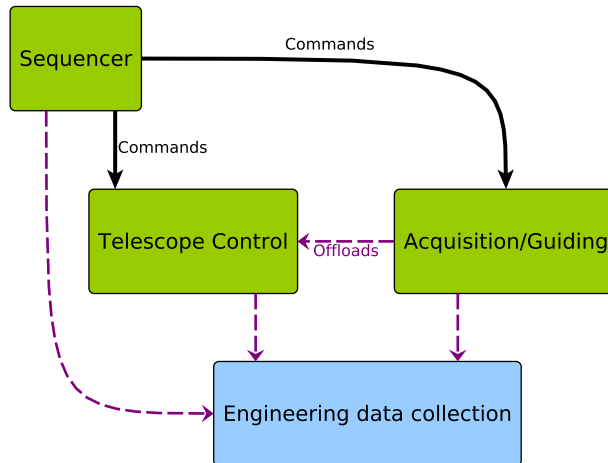 Sequencer
Commands
Commands
Telescope Control
Offloads
Acquisition/Guiding
Engineering data collection